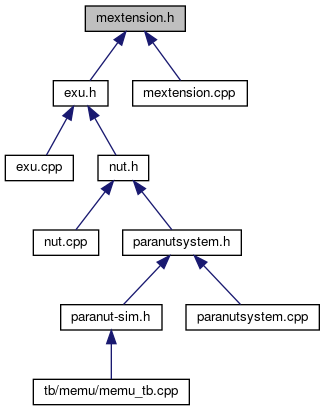 mextension.h
exu.h
mextension.cpp
exu.cpp
nut.h
nut.cpp
paranutsystem.h
paranut-sim.h
paranutsystem.cpp
tb/memu/memu_tb.cpp